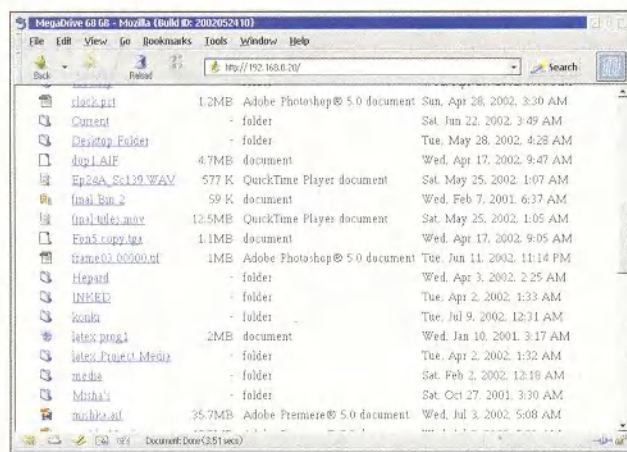 MegaDrive 68 GB - Mozilla {Build ID: 2002052410}
File Edit View Go Bookmarks Tools Window Help
Back Reload http://192.168.0.20/ Search
clock.pct 1.2MB Adobe Photoshop® 5.0 document Sun, Apr 28, 2002, 3:30 AM
Current - folder Sat, Jun 22, 2002, 3:49 AM
Desktop Folder - folder Tue, May 28, 2002, 4:28 AM
dup1.AIF 4.7MB document Wed, Apr 17, 2002, 9:47 AM
Ep24A_Sc139.WAV 577 K QuickTime Player document Sat, May 25, 2002, 1:07 AM
final Bin 2 59 K document Wed, Feb 7, 2001, 6:37 AM
final titles.mov 12.5MB QuickTime Player document Sat, May 25, 2002, 1:05 AM
Fon5 copy.tga 1.1MB document Wed, Apr 17, 2002, 9:05 AM
frame03.00000.tif 1MB Adobe Photoshop® 5.0 document Tue, Jun 11, 2002, 11:14 PM
Hepard - folder Wed, Apr 3, 2002, 2:25 AM
INKED - folder Tue, Apr 2, 2002, 1:33 AM
konki - folder Tue, Jul 9, 2002, 12:31 AM
latex prog1 .2MB document Wed, Jan 10, 2001, 3:17 AM
latex Project Media - folder Tue, Apr 2, 2002, 1:32 AM
media - folder Sat, Feb 2, 2002, 12:18 AM
Misha's - folder Sat, Oct 27, 2001, 3:30 AM
mishka.aif 35.7MB Adobe Premiere® 5.0 document Wed, Jul 3, 2002, 5:08 AM
Document: Done (3.51 secs)